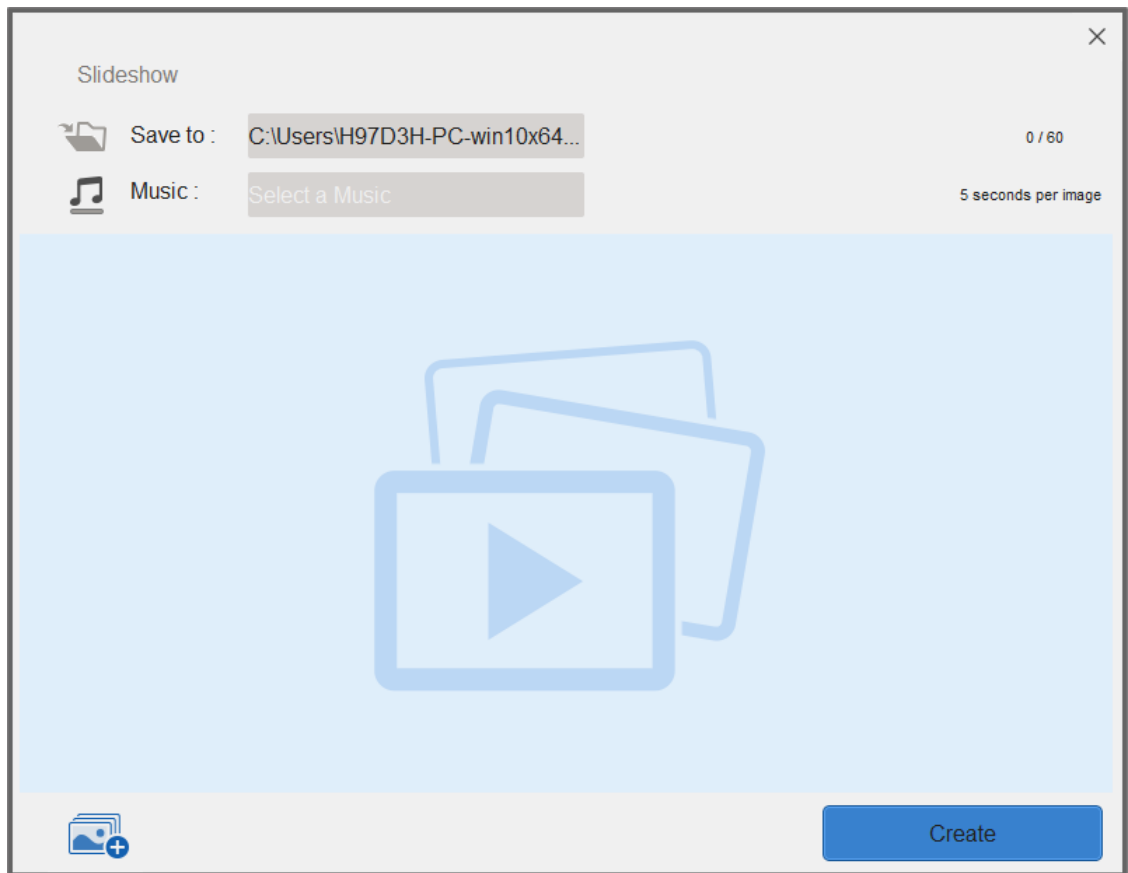 Slideshow
Save to : C:\Users\H97D3H-PC-win10x64...
0 / 60
Music : Select a Music
5 seconds per image
Create